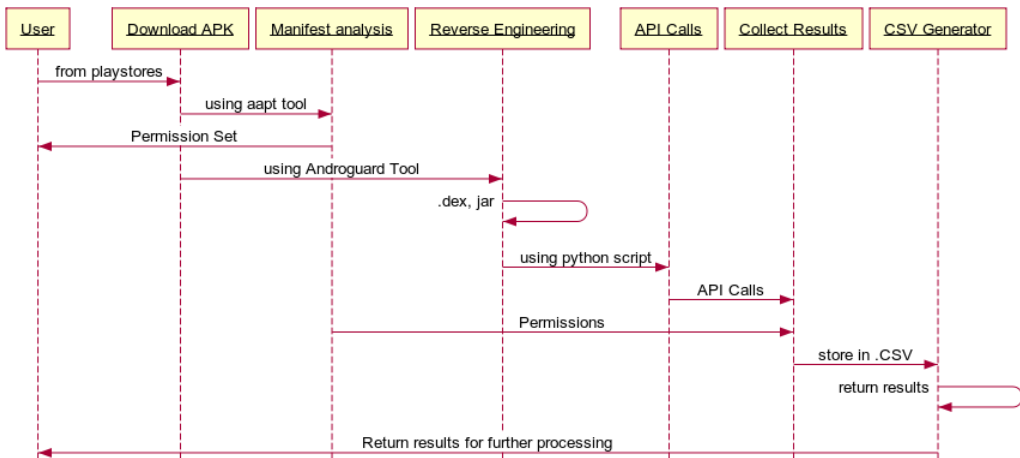 User
Download APK
Manifest analysis
Reverse Engineering
API Calls
Collect Results
CSV Generator
from playstores
using aapt tool
Permission Set
using Androguard Tool
.dex, jar
using python script
API Calls
Permissions
store in .CSV
return results
Return results for further processing